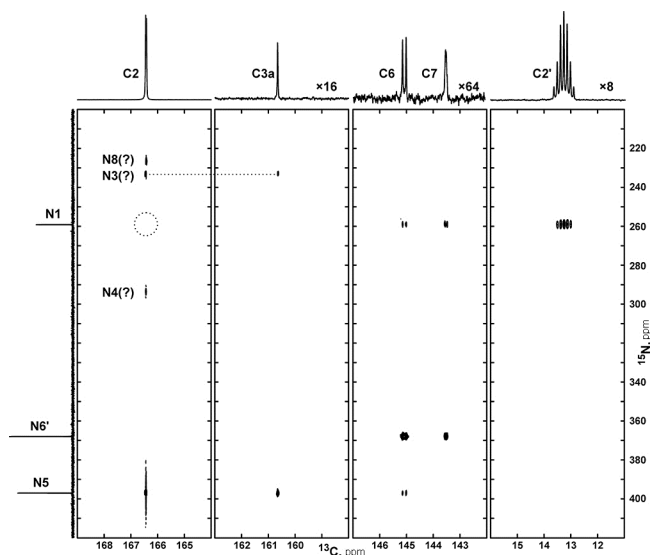 C2 C3a ×16 C6 C7 ×64 C2' ×8
N8(?)
N3(?)
N1
N4(?)
N6'
N5
220
240
260
280
300
320
340
360
380
400
15N, ppm
168 167 166 165 162 161 160 146 145 144 143 15 14 13 12
13C, ppm